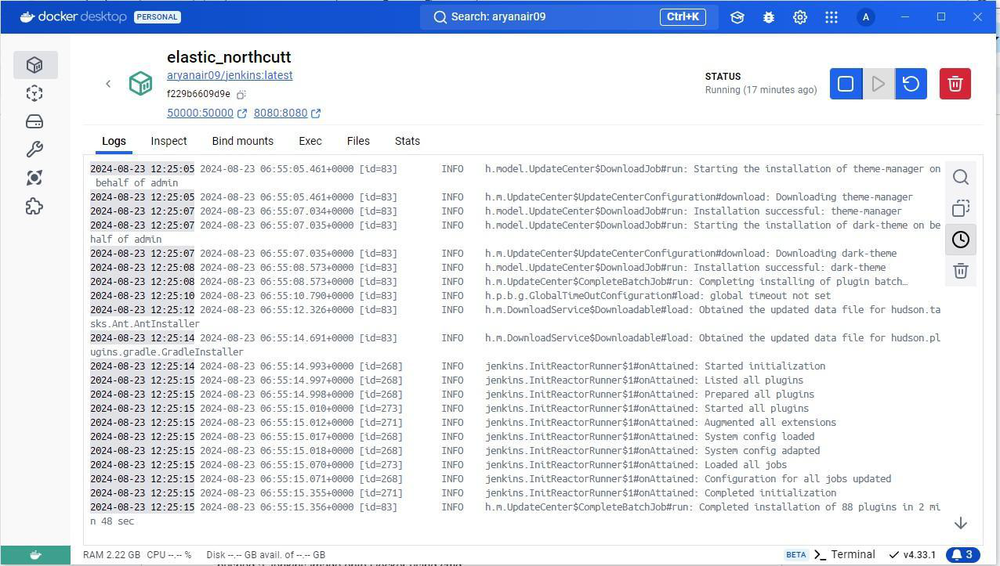 docker desktop PERSONAL
Search: aryanair09
Ctrl+K
A
elastic_northcutt
aryanair09/jenkins:latest
f229b6609d9e
50000:50000 8080:8080
STATUS
Running (17 minutes ago)
Logs Inspect Bind mounts Exec Files Stats
2024-08-23 12:25:05 2024-08-23 06:55:05.461+0000 [id=83] INFO h.model.UpdateCenter$DownloadJob#run: Starting the installation of theme-manager on
behalf of admin
2024-08-23 12:25:05 2024-08-23 06:55:05.461+0000 [id=83] INFO h.m.UpdateCenter$UpdateCenterConfiguration#download: Downloading theme-manager
2024-08-23 12:25:07 2024-08-23 06:55:07.034+0000 [id=83] INFO h.model.UpdateCenter$DownloadJob#run: Installation successful: theme-manager
2024-08-23 12:25:07 2024-08-23 06:55:07.035+0000 [id=83] INFO h.model.UpdateCenter$DownloadJob#run: Starting the installation of dark-theme on be
half of admin
2024-08-23 12:25:07 2024-08-23 06:55:07.035+0000 [id=83] INFO h.m.UpdateCenter$UpdateCenterConfiguration#download: Downloading dark-theme
2024-08-23 12:25:08 2024-08-23 06:55:08.573+0000 [id=83] INFO h.model.UpdateCenter$DownloadJob#run: Installation successful: dark-theme
2024-08-23 12:25:08 2024-08-23 06:55:08.573+0000 [id=83] INFO h.m.UpdateCenter$CompleteBatchJob#run: Completing installing of plugin batch…
2024-08-23 12:25:10 2024-08-23 06:55:10.790+0000 [id=83] INFO h.p.b.g.GlobalTimeOutConfiguration#load: global timeout not set
2024-08-23 12:25:12 2024-08-23 06:55:12.326+0000 [id=83] INFO h.m.DownloadService$Downloadable#load: Obtained the updated data file for hudson.ta
sks.Ant.AntInstaller
2024-08-23 12:25:14 2024-08-23 06:55:14.691+0000 [id=83] INFO h.m.DownloadService$Downloadable#load: Obtained the updated data file for hudson.pl
ugins.gradle.GradleInstaller
2024-08-23 12:25:14 2024-08-23 06:55:14.993+0000 [id=268] INFO jenkins.InitReactorRunner$1#onAttained: Started initialization
2024-08-23 12:25:15 2024-08-23 06:55:14.997+0000 [id=268] INFO jenkins.InitReactorRunner$1#onAttained: Listed all plugins
2024-08-23 12:25:15 2024-08-23 06:55:14.998+0000 [id=268] INFO jenkins.InitReactorRunner$1#onAttained: Prepared all plugins
2024-08-23 12:25:15 2024-08-23 06:55:15.010+0000 [id=273] INFO jenkins.InitReactorRunner$1#onAttained: Started all plugins
2024-08-23 12:25:15 2024-08-23 06:55:15.012+0000 [id=271] INFO jenkins.InitReactorRunner$1#onAttained: Augmented all extensions
2024-08-23 12:25:15 2024-08-23 06:55:15.017+0000 [id=268] INFO jenkins.InitReactorRunner$1#onAttained: System config loaded
2024-08-23 12:25:15 2024-08-23 06:55:15.018+0000 [id=268] INFO jenkins.InitReactorRunner$1#onAttained: System config adapted
2024-08-23 12:25:15 2024-08-23 06:55:15.070+0000 [id=273] INFO jenkins.InitReactorRunner$1#onAttained: Loaded all jobs
2024-08-23 12:25:15 2024-08-23 06:55:15.071+0000 [id=268] INFO jenkins.InitReactorRunner$1#onAttained: Configuration for all jobs updated
2024-08-23 12:25:15 2024-08-23 06:55:15.355+0000 [id=271] INFO jenkins.InitReactorRunner$1#onAttained: Completed initialization
2024-08-23 12:25:15 2024-08-23 06:55:15.356+0000 [id=83] INFO h.m.UpdateCenter$CompleteBatchJob#run: Completed installation of 88 plugins in 2 mi
n 48 sec
RAM 2.22 GB CPU --.-- % Disk --.-- GB avail. of --.-- GB
BETA >_ Terminal v4.33.1 3